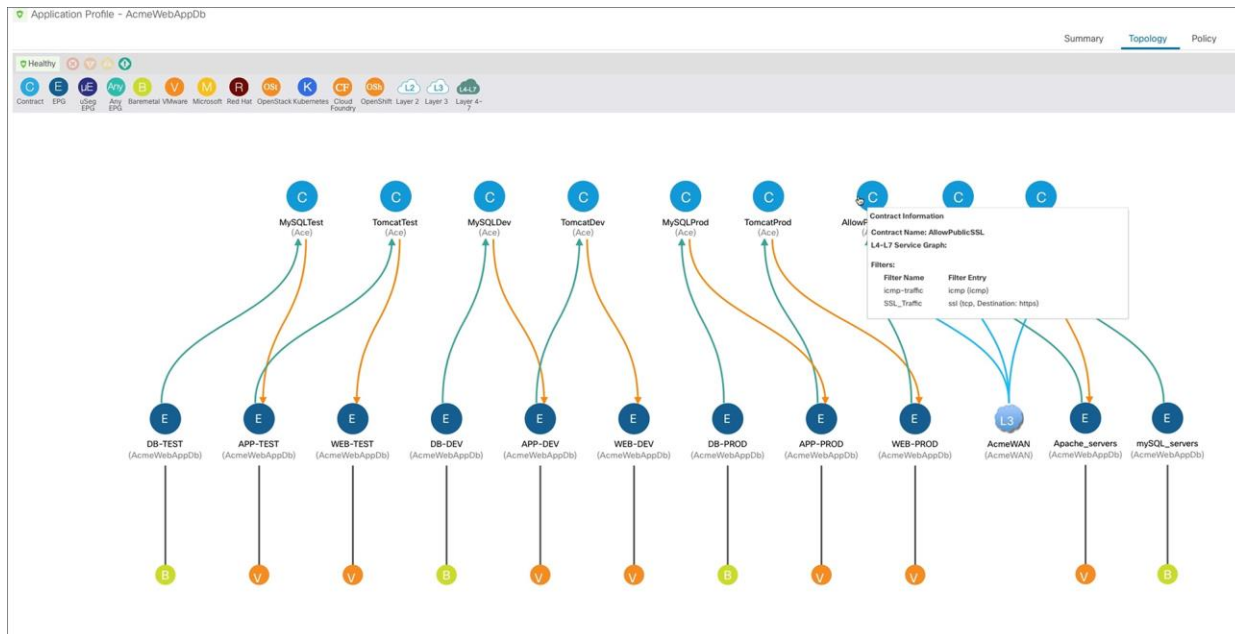 Application Profile - AcmeWebAppDb
Summary Topology Policy
Healthy
C E µE Any B V M R OSt K CF OSh L2 L3 L4-L7
Contract EPG uSeg EPG Any EPG Baremetal VMware Microsoft Red Hat OpenStack Kubernetes Cloud Foundry OpenShift Layer 2 Layer 3 Layer 4-7
C C C C C C C C C
MySQLTest TomcatTest MySQLDev TomcatDev MySQLProd TomcatProd
(Ace) (Ace) (Ace) (Ace) (Ace) (Ace)
Contract Information
Contract Name: AllowPublicSSL
L4-L7 Service Graph:
Filters:
Filter Name Filter Entry
icmp-traffic icmp (icmp)
SSL_Traffic ssl (tcp, Destination: https)
E E E E E E E E E L3 E E
DB-TEST APP-TEST WEB-TEST DB-DEV APP-DEV WEB-DEV DB-PROD APP-PROD WEB-PROD AcmeWAN Apache_servers mySQL_servers
(AcmeWebAppDb) (AcmeWebAppDb) (AcmeWebAppDb) (AcmeWebAppDb) (AcmeWebAppDb) (AcmeWebAppDb) (AcmeWebAppDb) (AcmeWebAppDb) (AcmeWebAppDb) (AcmeWAN) (AcmeWebAppDb) (AcmeWebAppDb)
B V V B V V B V V V B